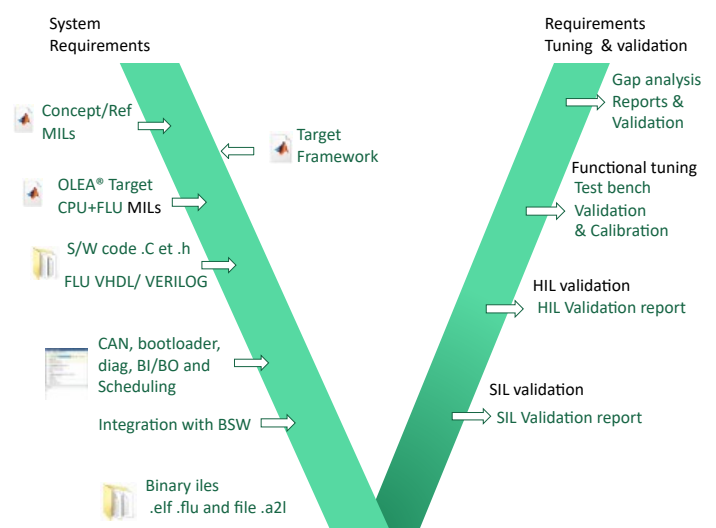 System
Requirements
Concept/Ref
MILs
Target
Framework
OLEA® Target
CPU+FLU MILs
S/W code .C et .h
FLU VHDL/ VERILOG
CAN, bootloader,
diag, BI/BO and
Scheduling
Integration with BSW
Binary iles
.elf .flu and file .a2l
Requirements
Tuning & validation
Gap analysis
Reports &
Validation
Functional tuning
Test bench
Validation
& Calibration
HIL validation
HIL Validation report
SIL validation
SIL Validation report